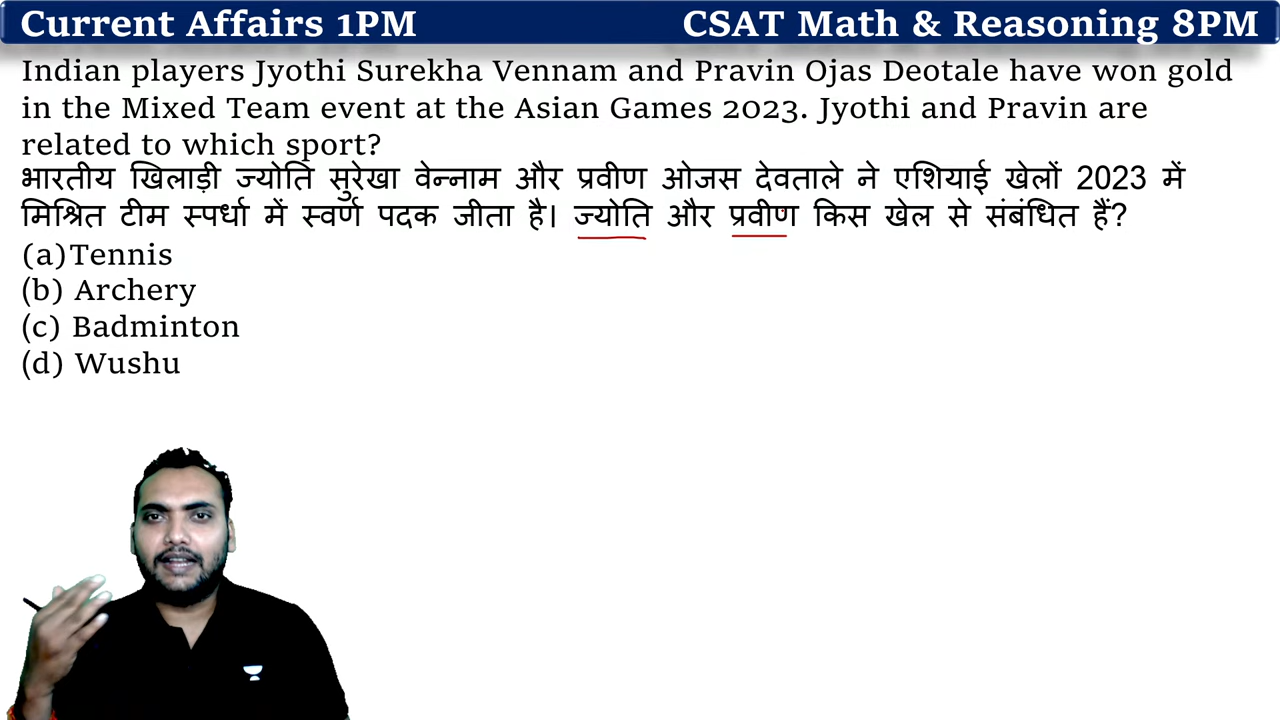 Current Affairs 1PM
CSAT Math & Reasoning 8PM
Indian players Jyothi Surekha Vennam and Pravin Ojas Deotale have won gold
in the Mixed Team event at the Asian Games 2023. Jyothi and Pravin are
related to which sport?
भारतीय खिलाड़ी ज्योति सुरेखा वेन्नाम और प्रवीण ओजस देवताले ने एशियाई खेलों 2023 में
मिश्रित टीम स्पर्धा में स्वर्ण पदक जीता है। ज्योति और प्रवीण किस खेल से संबंधित हैं?
(a)Tennis
(b) Archery
(c) Badminton
(d) Wushu